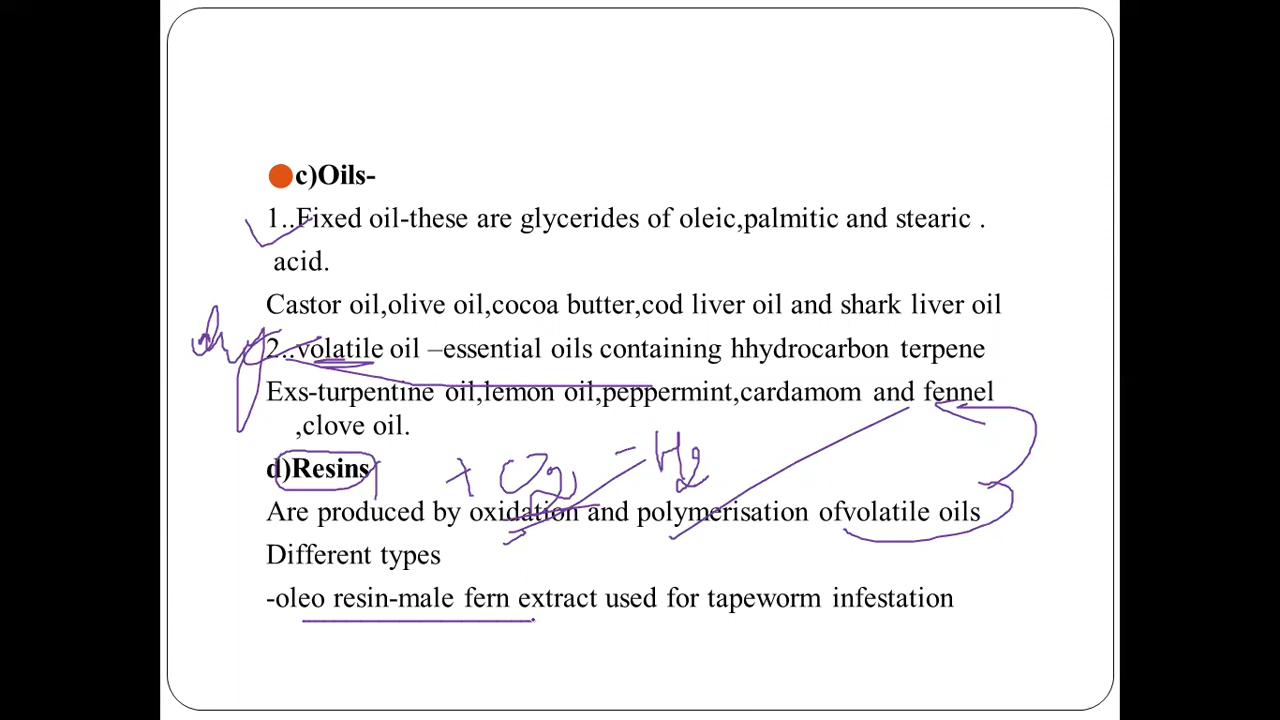 c)Oils-
1..Fixed oil-these are glycerides of oleic,palmitic and stearic .
acid.
Castor oil,olive oil,cocoa butter,cod liver oil and shark liver oil
2..volatile oil –essential oils containing hhydrocarbon terpene
Exs-turpentine oil,lemon oil,peppermint,cardamom and fennel
,clove oil.
d)Resins
+ O2, - H2
Are produced by oxidation and polymerisation ofvolatile oils
Different types
-oleo resin-male fern extract used for tapeworm infestation